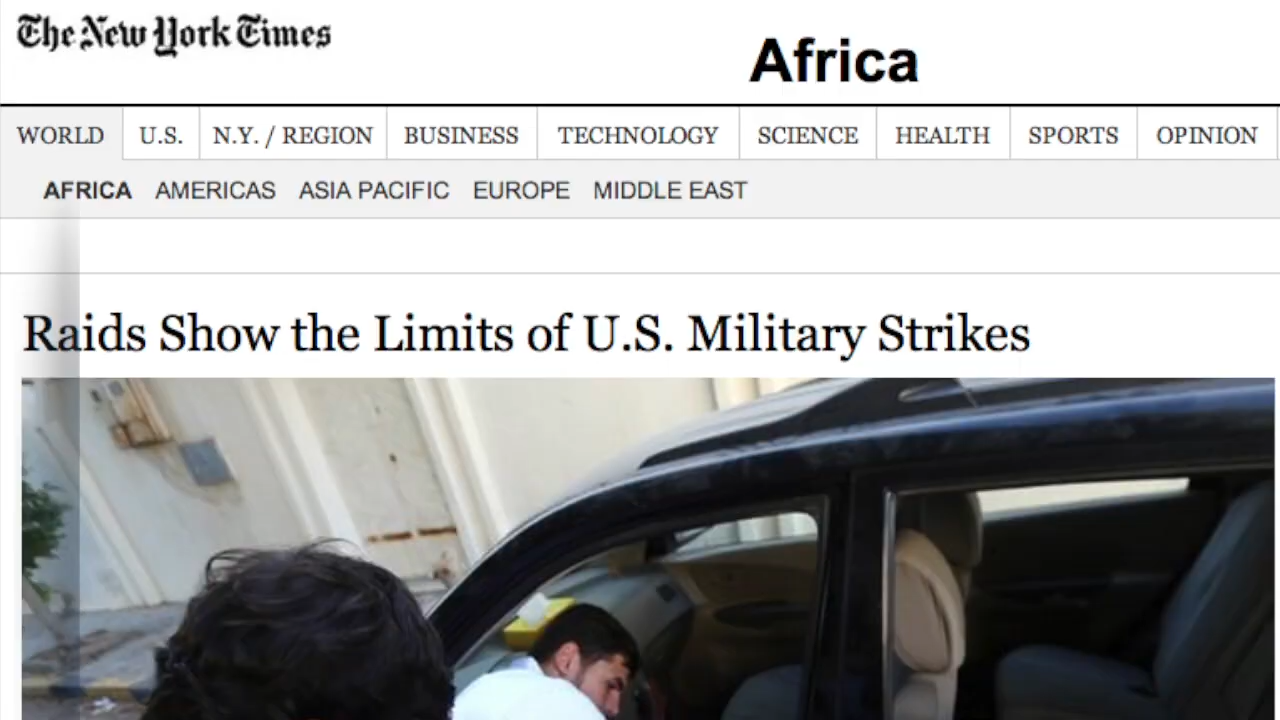 The New York Times
Africa
WORLD U.S. N.Y. / REGION BUSINESS TECHNOLOGY SCIENCE HEALTH SPORTS OPINION
AFRICA AMERICAS ASIA PACIFIC EUROPE MIDDLE EAST
Raids Show the Limits of U.S. Military Strikes